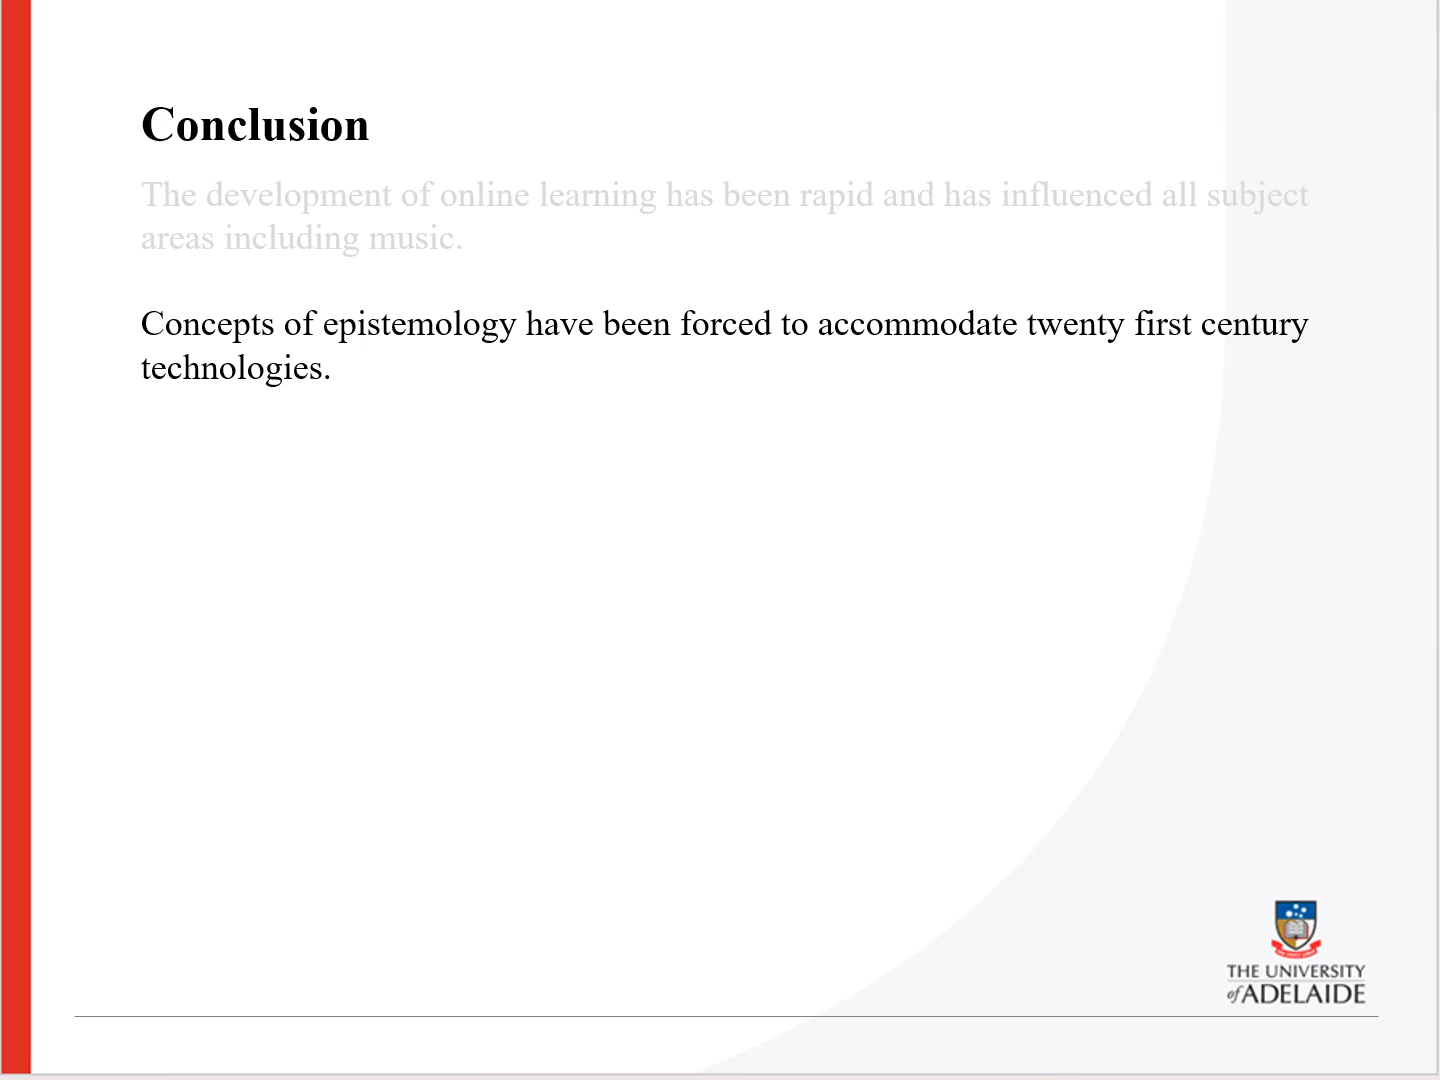 Conclusion
The development of online learning has been rapid and has influenced all subject
areas including music.
Concepts of epistemology have been forced to accommodate twenty first century
technologies.
THE UNIVERSITY
of ADELAIDE